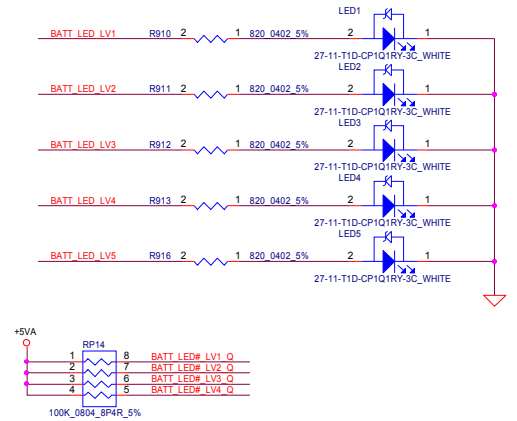 LED1
BATT_LED_LV1 R910 2 1 820_0402_5% 2 1
27-11-T1D-CP1Q1RY-3C_WHITE
LED2
BATT_LED_LV2 R911 2 1 820_0402_5% 2 1
27-11-T1D-CP1Q1RY-3C_WHITE
LED3
BATT_LED_LV3 R912 2 1 820_0402_5% 2 1
27-11-T1D-CP1Q1RY-3C_WHITE
LED4
BATT_LED_LV4 R913 2 1 820_0402_5% 2 1
27-11-T1D-CP1Q1RY-3C_WHITE
LED5
BATT_LED_LV5 R916 2 1 820_0402_5% 2 1
27-11-T1D-CP1Q1RY-3C_WHITE
+5VA
RP14
1 8 BATT_LED#_LV1_Q
2 7 BATT_LED#_LV2_Q
3 6 BATT_LED#_LV3_Q
4 5 BATT_LED#_LV4_Q
100K_0804_8P4R_5%